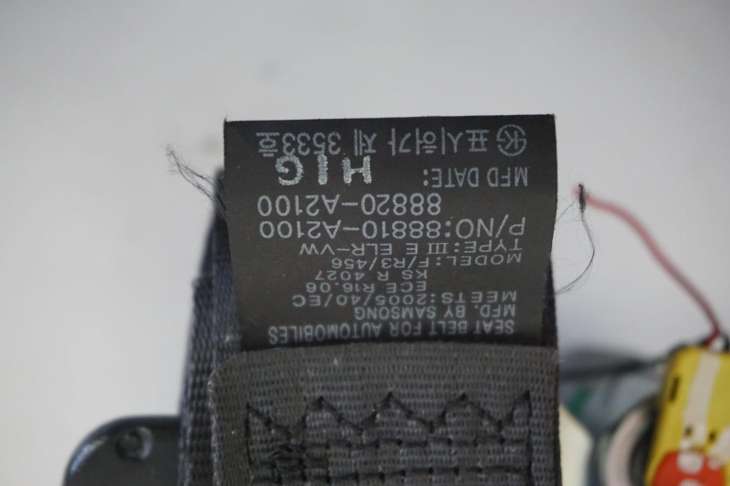 SEAT BELT FOR AUTOMOBILES
MFD. BY SAMSONG
MEETS:2005/40/EC
ECE R16.06
KS R 4027
MODEL:F/R3/456
TYPE:III E ELR-VW
P/NO:88810-A2100
88820-A2100
MFD DATE: HIG
㉿ 표시허가 제 3533호